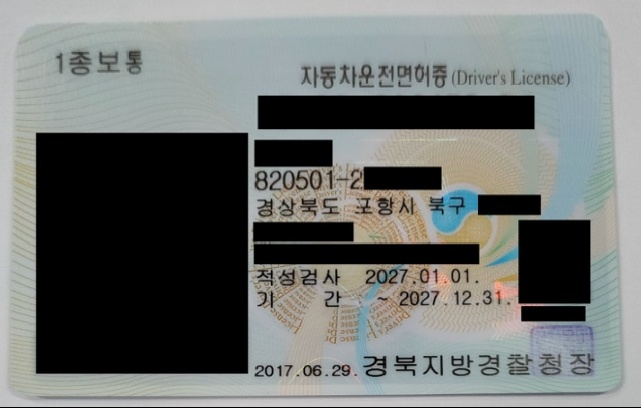 1종보통
자동차운전면허증 (Driver's License)
820501-2
경상북도 포항시 북구
적성검사 2027.01.01.
기 간 ~ 2027.12.31.
2017.06.29. 경북지방경찰청장